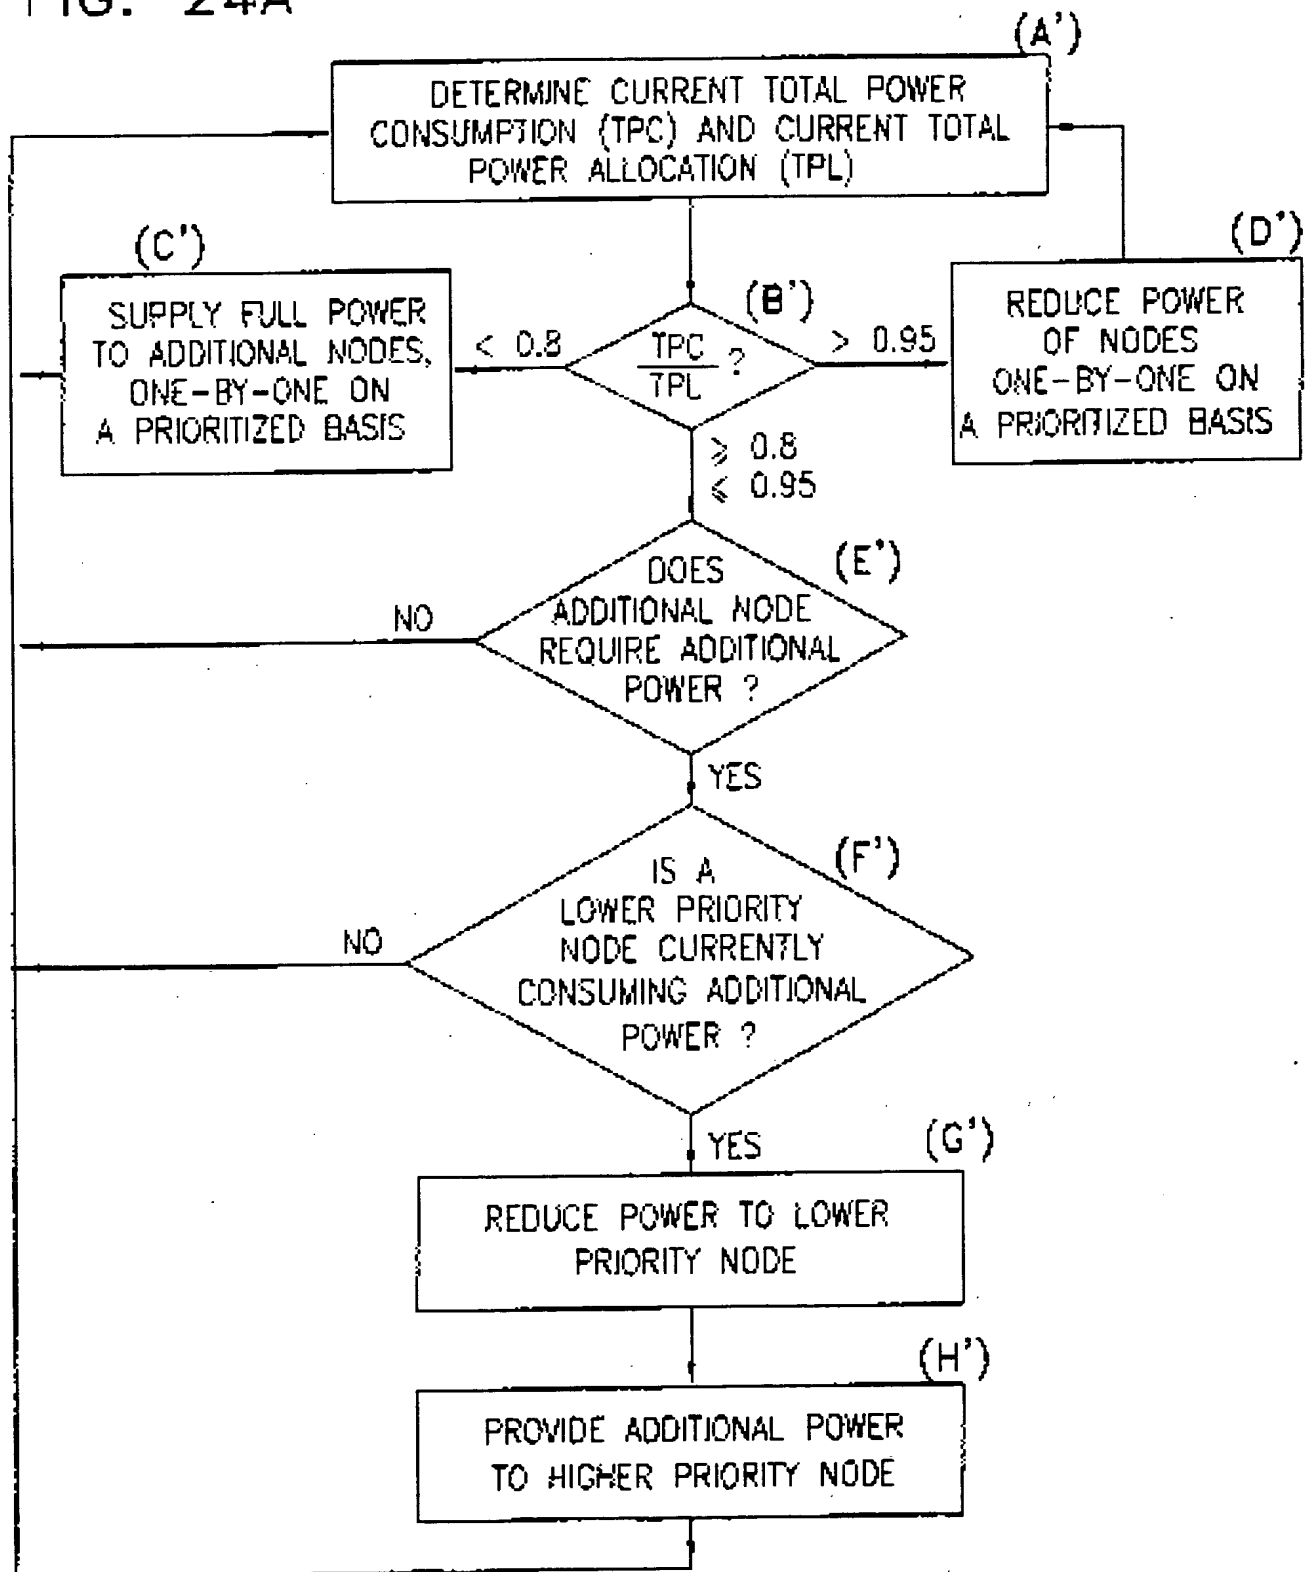 FIG. 24A
(A')
DETERMINE CURRENT TOTAL POWER
CONSUMPTION (TPC) AND CURRENT TOTAL
POWER ALLOCATION (TPL)
(C')
SUPPLY FULL POWER
TO ADDITIONAL NODES,
ONE-BY-ONE ON
A PRIORITIZED BASIS
< 0.8
(B')
TPC
TPL
?
> 0.95
(D')
REDUCE POWER
OF NODES
ONE-BY-ONE ON
A PRIORITIZED BASIS
⩾ 0.8
⩽ 0.95
(E')
DOES
ADDITIONAL NODE
REQUIRE ADDITIONAL
POWER ?
NO
YES
(F')
IS A
LOWER PRIORITY
NODE CURRENTLY
CONSUMING ADDITIONAL
POWER ?
NO
YES
(G')
REDUCE POWER TO LOWER
PRIORITY NODE
(H')
PROVIDE ADDITIONAL POWER
TO HIGHER PRIORITY NODE